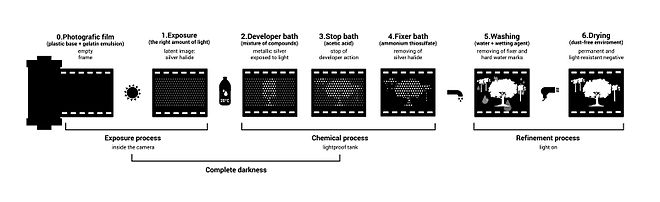 0.Photografic film
(plastic base + gelatin emulsion)
empty
frame
1.Exposure
(the right amount of light)
latent image:
silver halide
2.Developer bath
(mixture of compounds)
metallic silver
exposed to light
3.Stop bath
(acetic acid)
stop of
developer action
4.Fixer bath
(ammonium thiosulfate)
removing of
silver halide
5.Washing
(water + wetting agent)
removing of fixer and
hard water marks
6.Drying
(dust-free enviroment)
permanent and
light-resistant negative
25°C
Exposure process
inside the camera
Chemical process
lightproof tank
Refinement process
light on
Complete darkness